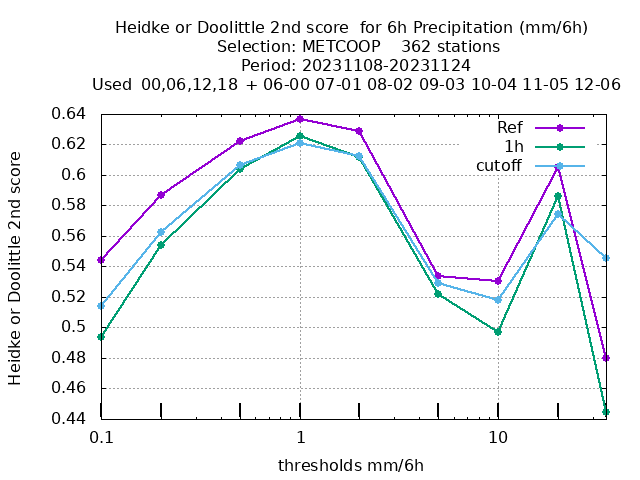 Heidke or Doolittle 2nd score  for 6h Precipitation (mm/6h)
Selection: METCOOP    362 stations
Period: 20231108-20231124
Used  00,06,12,18  + 06-00 07-01 08-02 09-03  10-04 11-05 12-06
Ref
1h
cutoff
0.64
0.62
0.6
0.58
0.56
0.54
0.52
0.5
0.48
0.46
0.44
Heidke or Doolittle 2nd score
0.1 1 10
thresholds mm/6h